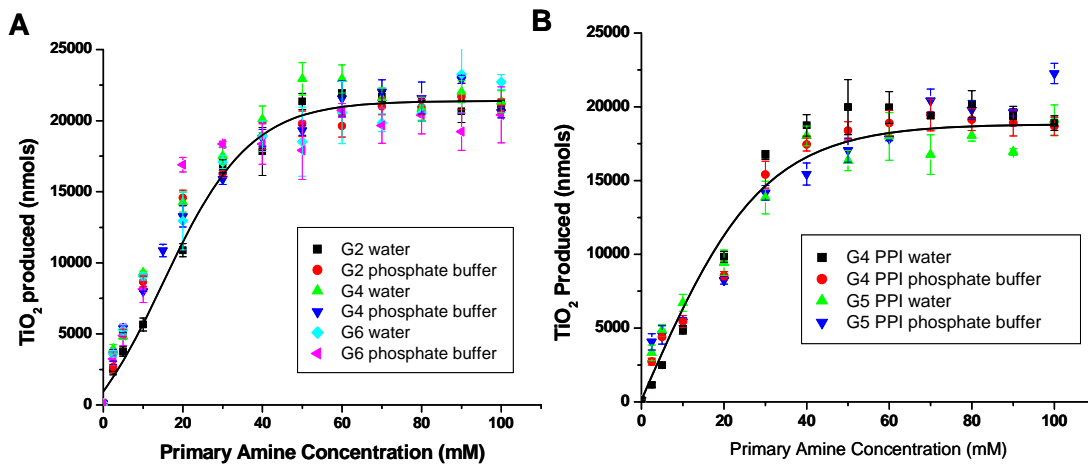 A
TiO2 produced (nmols)
25000
20000
15000
10000
5000
0
0 20 40 60 80 100
Primary Amine Concentration (mM)
G2 water
G2 phosphate buffer
G4 water
G4 phosphate buffer
G6 water
G6 phosphate buffer
B
TiO2 Produced (nmols)
25000
20000
15000
10000
5000
0
0 20 40 60 80 100
Primary Amine Concentration (mM)
G4 PPI water
G4 PPI phosphate buffer
G5 PPI water
G5 PPI phosphate buffer